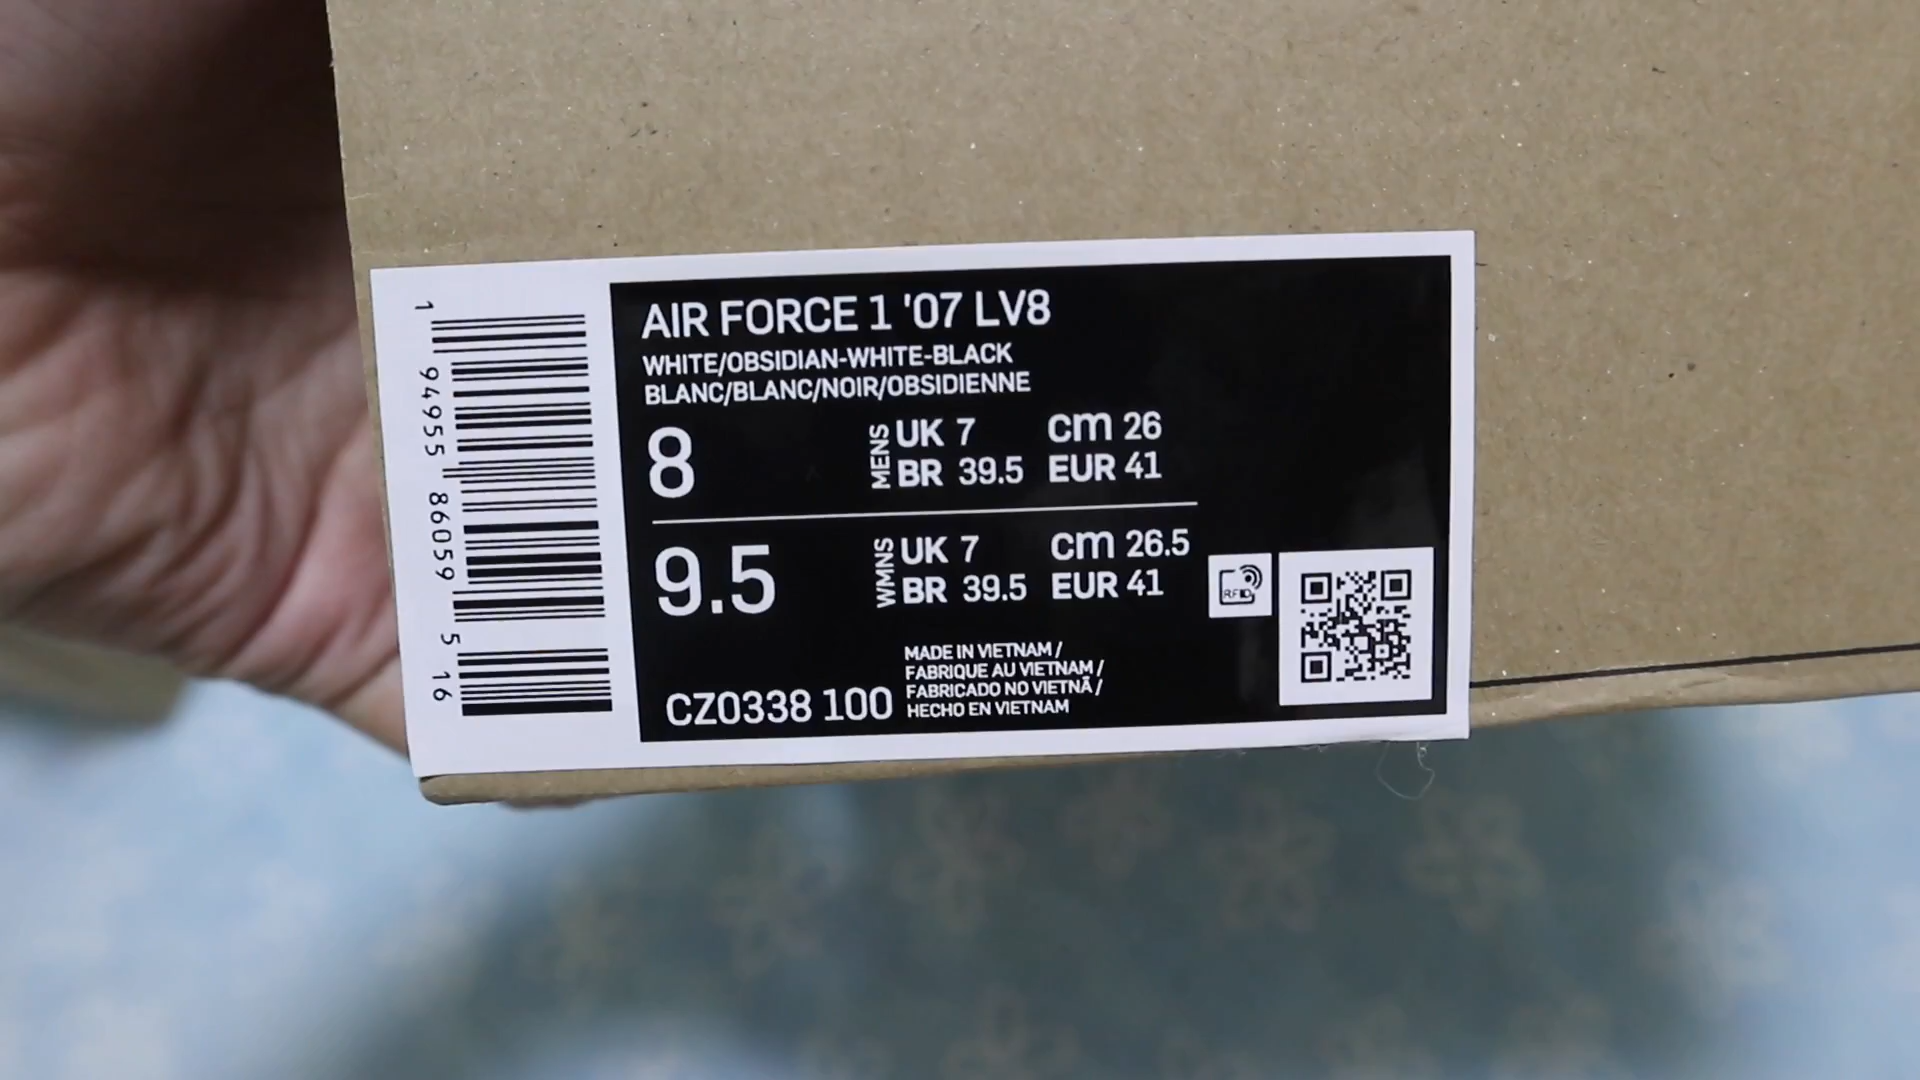 1 94955 86059 5 16
AIR FORCE 1 '07 LV8
WHITE/OBSIDIAN-WHITE-BLACK
BLANC/BLANC/NOIR/OBSIDIENNE
8
MENS
UK 7 cm 26
BR 39.5 EUR 41
9.5
WMNS
UK 7 cm 26.5
BR 39.5 EUR 41
RFID
CZ0338 100
MADE IN VIETNAM /
FABRIQUE AU VIETNAM /
FABRICADO NO VIETNÃ /
HECHO EN VIETNAM